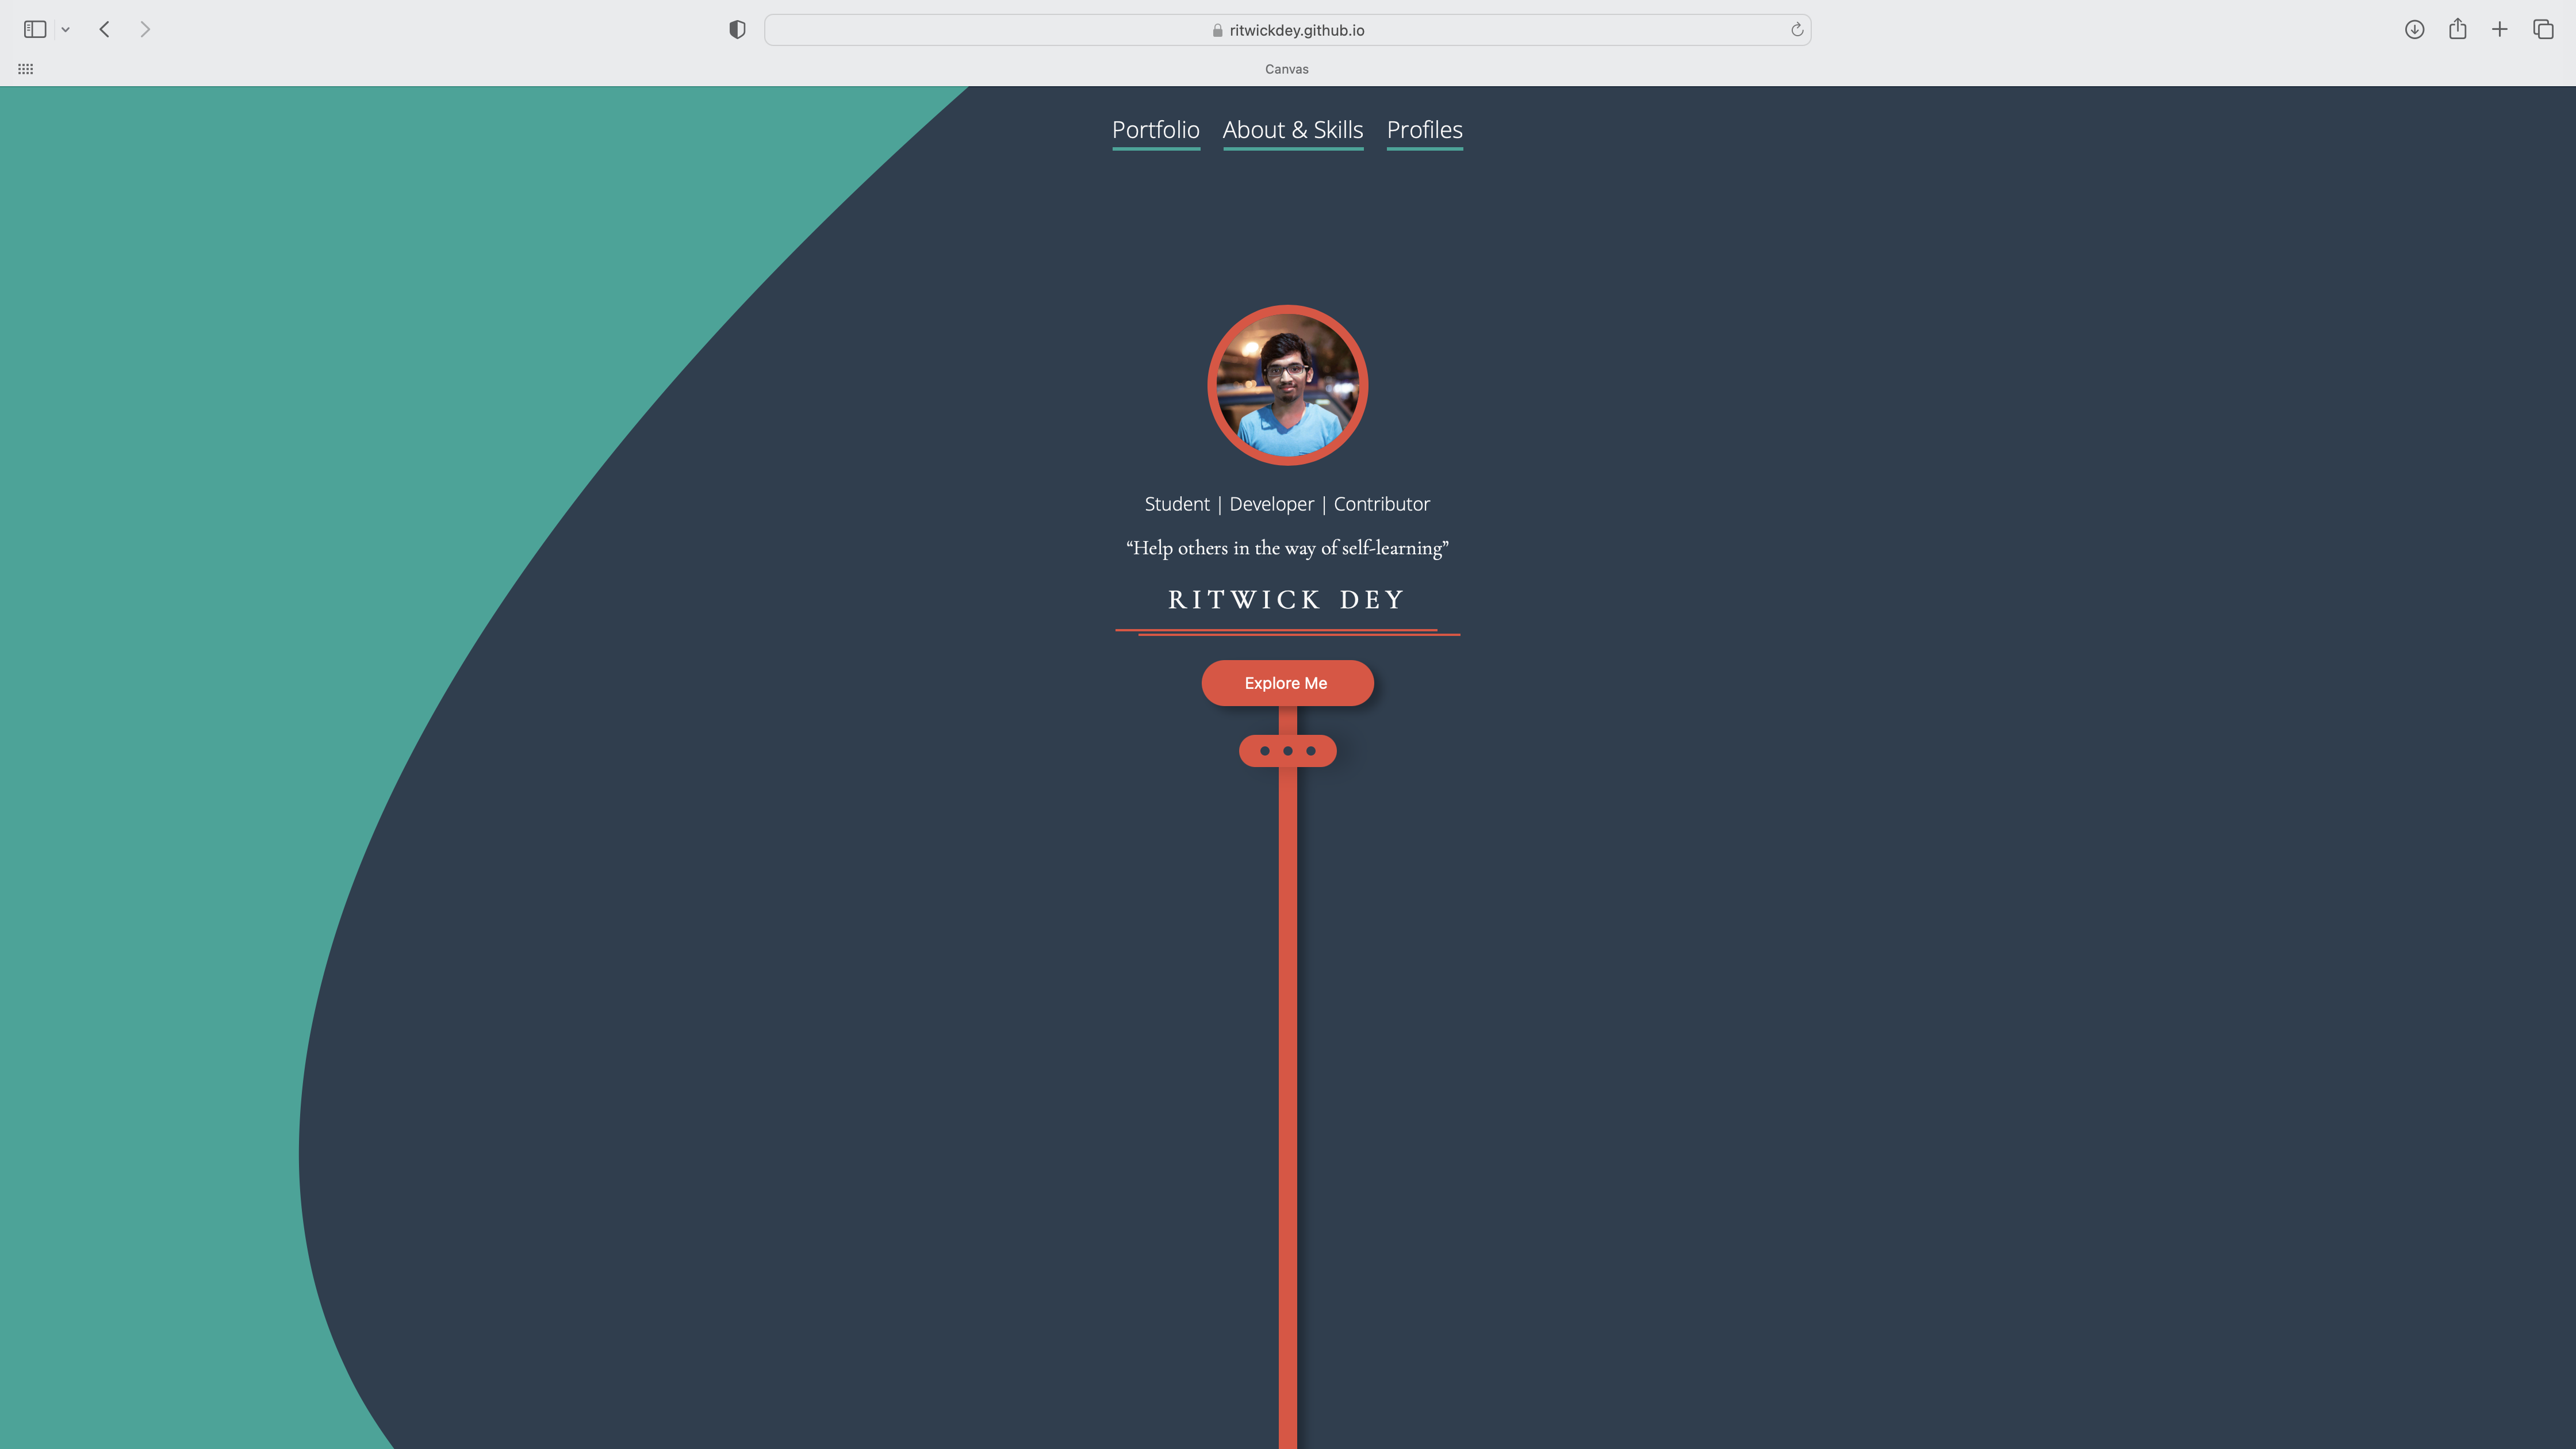 ritwickdey.github.io
Canvas
Portfolio About & Skills Profiles
Student | Developer | Contributor
“Help others in the way of self-learning”
RITWICK DEY
Explore Me